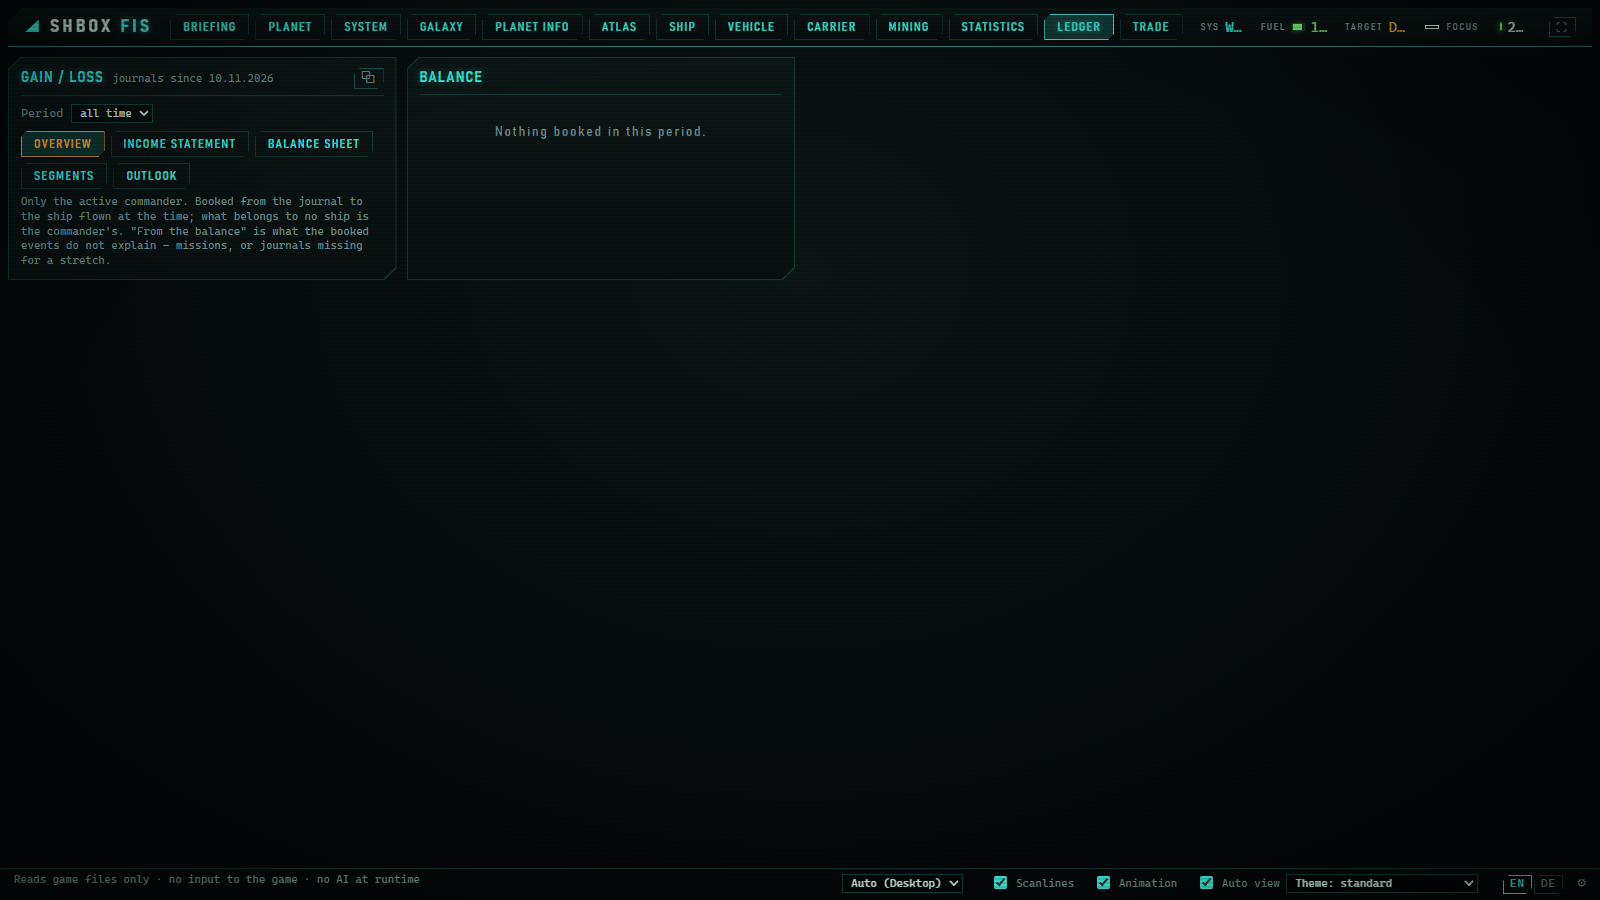 SHBOX FIS BRIEFING PLANET SYSTEM GALAXY PLANET INFO ATLAS SHIP VEHICLE CARRIER MINING STATISTICS LEDGER TRADE SYS W… FUEL 1… TARGET D… FOCUS 2…
GAIN / LOSS journals since 10.11.2026
Period all time
OVERVIEW INCOME STATEMENT BALANCE SHEET
SEGMENTS OUTLOOK
Only the active commander. Booked from the journal to
the ship flown at the time; what belongs to no ship is
the commander's. "From the balance" is what the booked
events do not explain – missions, or journals missing
for a stretch.
BALANCE
Nothing booked in this period.
Reads game files only · no input to the game · no AI at runtime
Auto (Desktop) Scanlines Animation Auto view Theme: standard EN DE